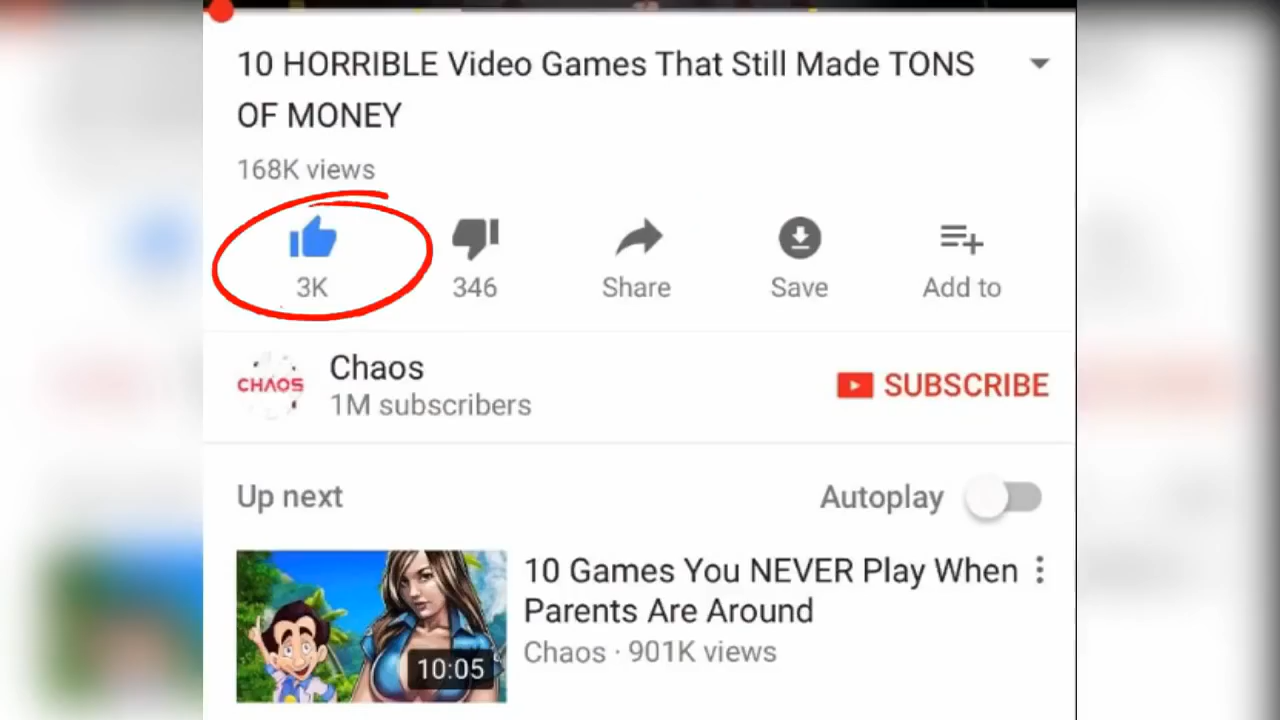 10 HORRIBLE Video Games That Still Made TONS
OF MONEY
168K views
3K
346
Share
Save
Add to
CHAOS
Chaos
1M subscribers
SUBSCRIBE
Up next
Autoplay
10:05
10 Games You NEVER Play When
Parents Are Around
Chaos · 901K views